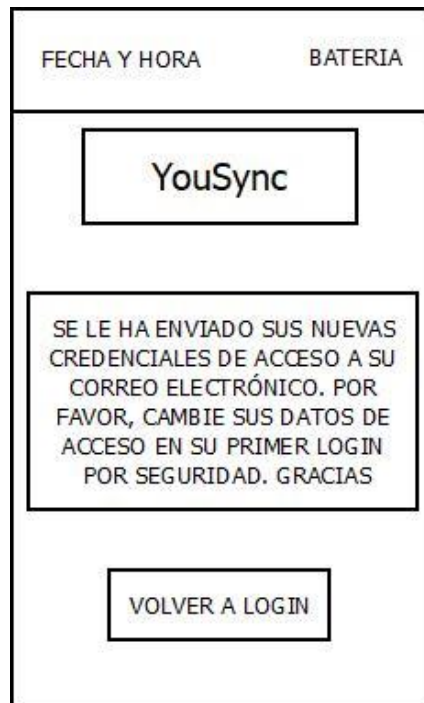 FECHA Y HORA BATERIA
YouSync
SE LE HA ENVIADO SUS NUEVAS
CREDENCIALES DE ACCESO A SU
CORREO ELECTRÓNICO. POR
FAVOR, CAMBIE SUS DATOS DE
ACCESO EN SU PRIMER LOGIN
POR SEGURIDAD. GRACIAS
VOLVER A LOGIN